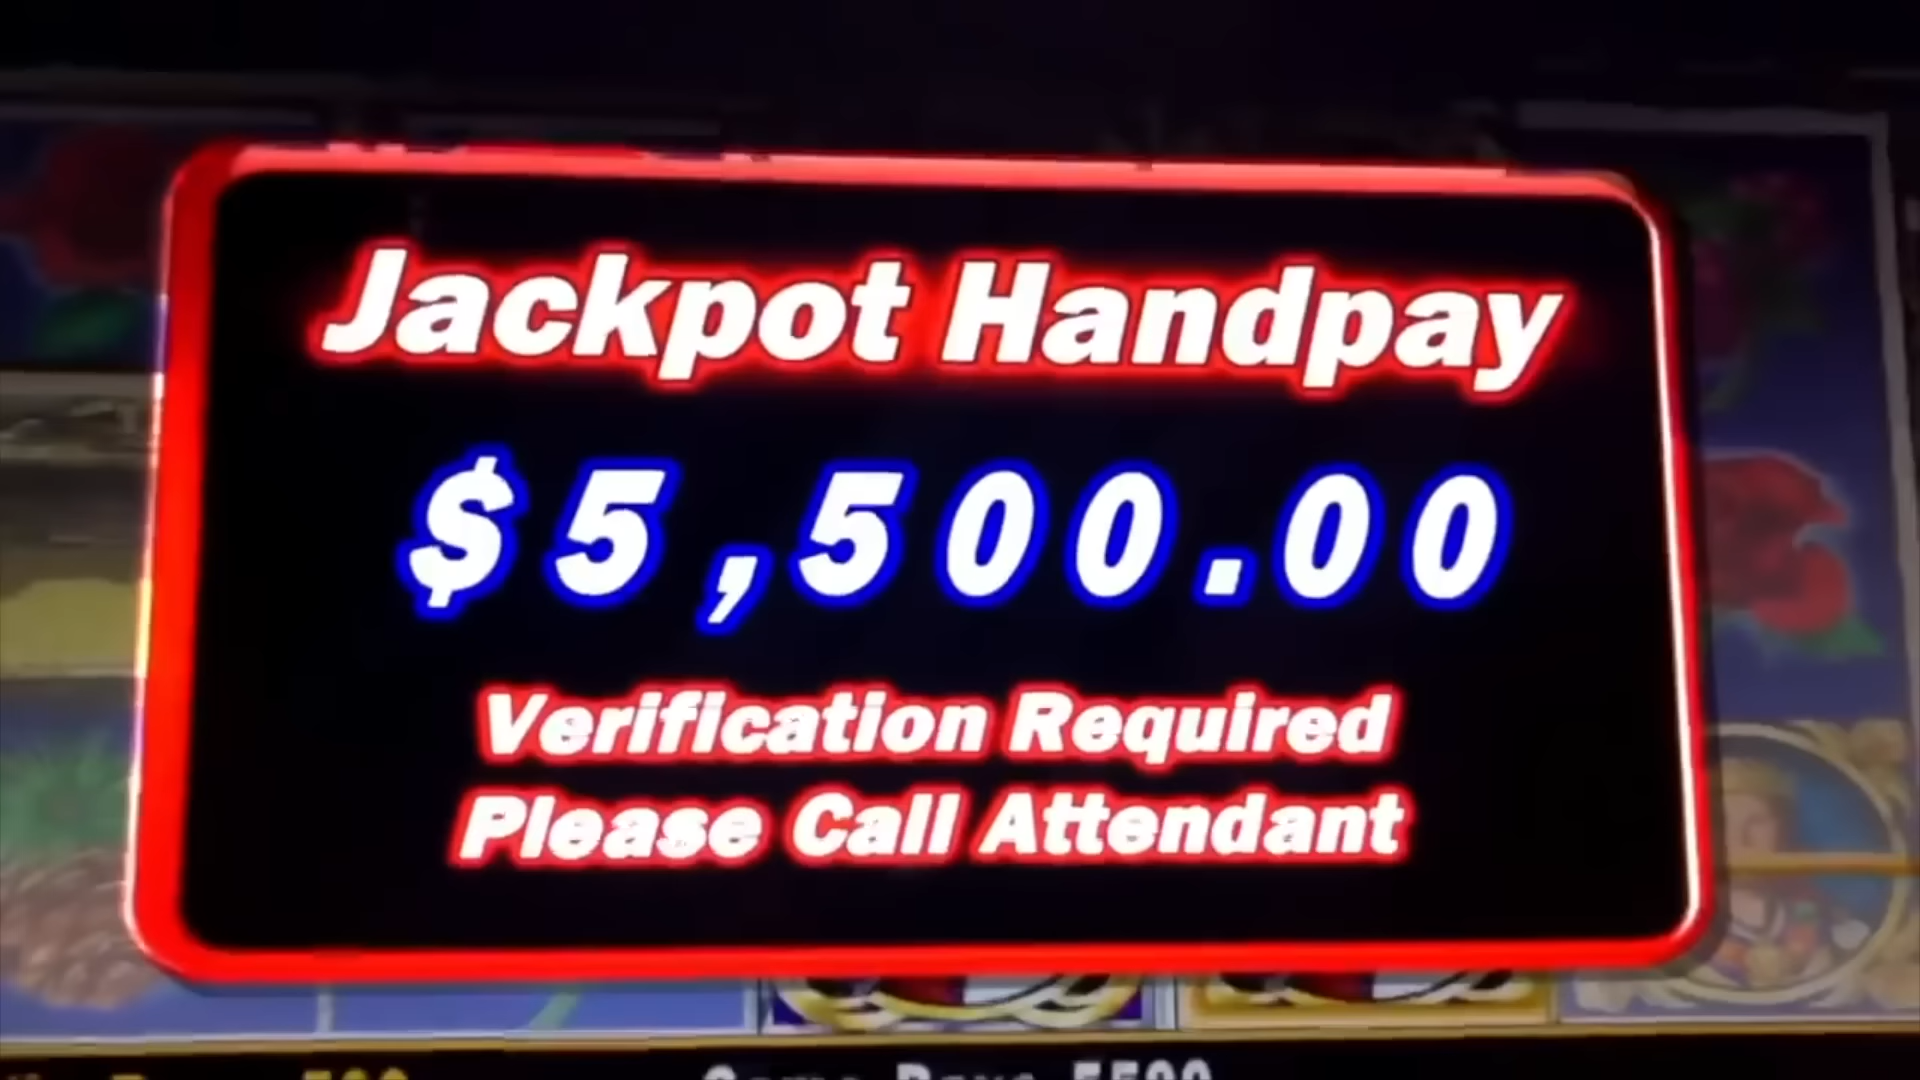 Jackpot Handpay
$5,500.00
Verification Required
Please Call Attendant